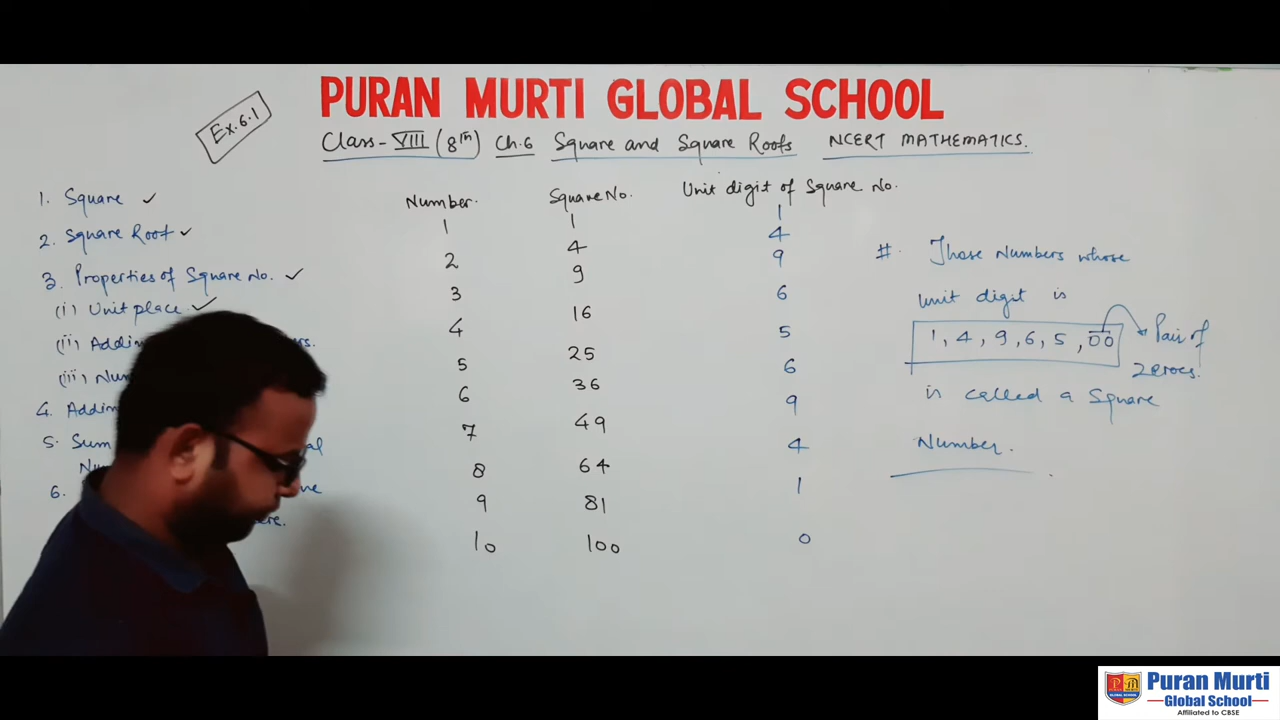 PURAN MURTI GLOBAL SCHOOL
Ex.6.1
Class-VIII (8th) Ch.6 Square and Square Roots NCERT MATHEMATICS.
1. Square ✓
2. Square Root ✓
3. Properties of Square No. ✓
(i) Unit place ✓
(ii)
(iii)
4.
5. Sum
6.
Number. Square No. Unit digit of Square No.
1 1 1
2 4 4
3 9 9
4 16 6
5 25 5
6 36 6
7 49 9
8 64 4
9 81 1
10 100 0
#. Those Numbers whose
unit digit is
1, 4, 9, 6, 5, 00 → Pair of
zeroes.
is called a Square
Number.
Puran Murti
Global School
Affiliated to CBSE